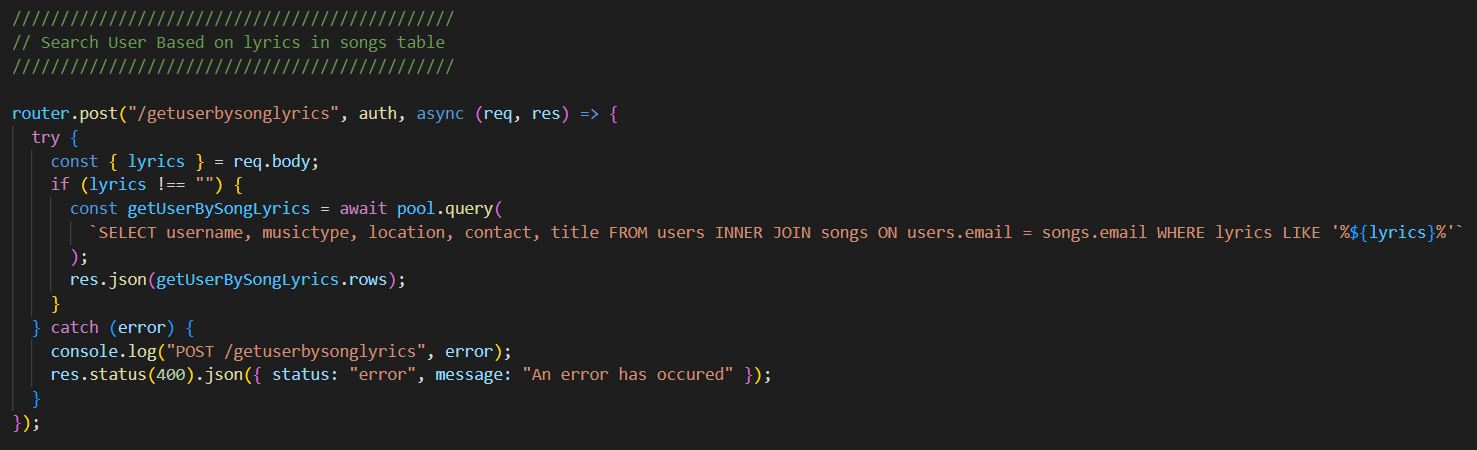 //////////////////////////////////////////////
// Search User Based on lyrics in songs table
//////////////////////////////////////////////
router.post("/getuserbysonglyrics", auth, async (req, res) => {
try {
const { lyrics } = req.body;
if (lyrics !== "") {
const getUserBySongLyrics = await pool.query(
`SELECT username, musictype, location, contact, title FROM users INNER JOIN songs ON users.email = songs.email WHERE lyrics LIKE '%${lyrics}%'`
);
res.json(getUserBySongLyrics.rows);
}
} catch (error) {
console.log("POST /getuserbysonglyrics", error);
res.status(400).json({ status: "error", message: "An error has occured" });
}
});